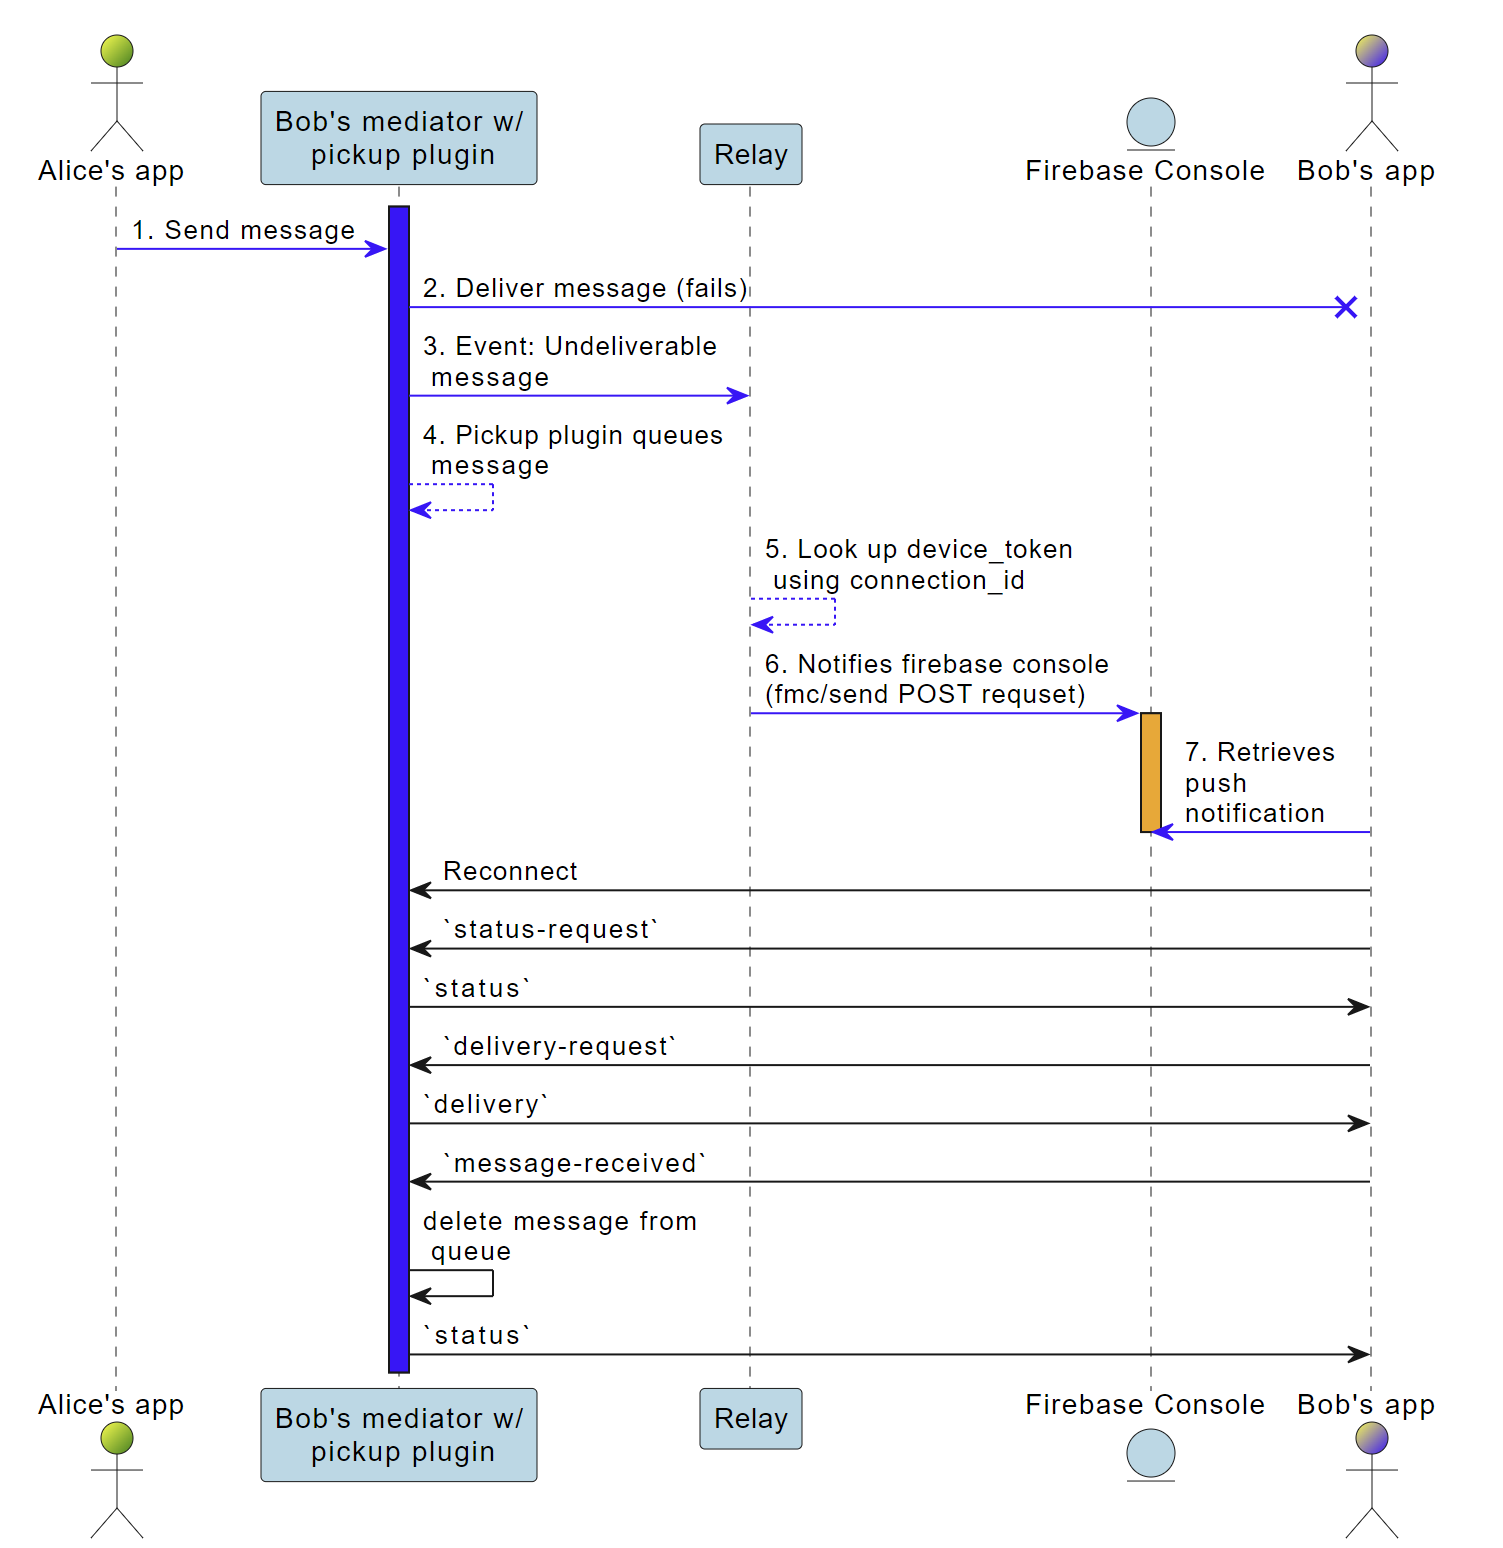 Alice's app
Bob's mediator w/
pickup plugin
Relay
Firebase Console
Bob's app
1. Send message
2. Deliver message (fails)
3. Event: Undeliverable
message
4. Pickup plugin queues
message
5. Look up device_token
using connection_id
6. Notifies firebase console
(fmc/send POST requset)
7. Retrieves
push
notification
Reconnect
`status-request`
`status`
`delivery-request`
`delivery`
`message-received`
delete message from
queue
`status`
Alice's app
Bob's mediator w/
pickup plugin
Relay
Firebase Console
Bob's app